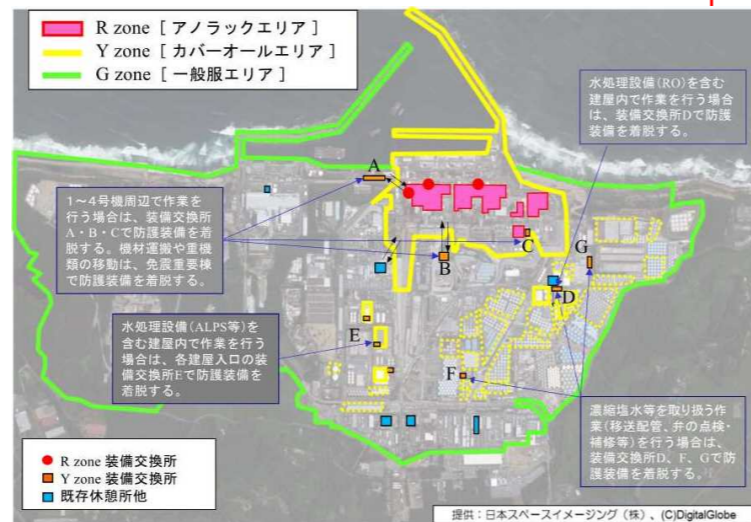 R zone [ アノラックエリア ]
Y zone [ カバーオールエリア ]
G zone [ 一般服エリア ]
水処理設備(RO)を含む
建屋内で作業を行う場合
は、装備交換所Dで防護
装備を着脱する。
A
1～4号機周辺で作業を
行う場合は、装備交換所
A・B・Cで防護装備を着
脱する。機材運搬や重機
類の移動は、免震重要棟
で防護装備を着脱する。
C
G
B
D
水処理設備(ALPS等)を
含む建屋内で作業を行う
場合は、各建屋入口の装
備交換所Eで防護装備を
着脱する。
E
F
濃縮塩水等を取り扱う作
業(移送配管、弁の点検・
補修等)を行う場合は、
装備交換所D、F、Gで防
護装備を着脱する。
R zone 装備交換所
Y zone 装備交換所
既存休憩所他
提供：日本スペースイメージング（株）、(C)DigitalGlobe